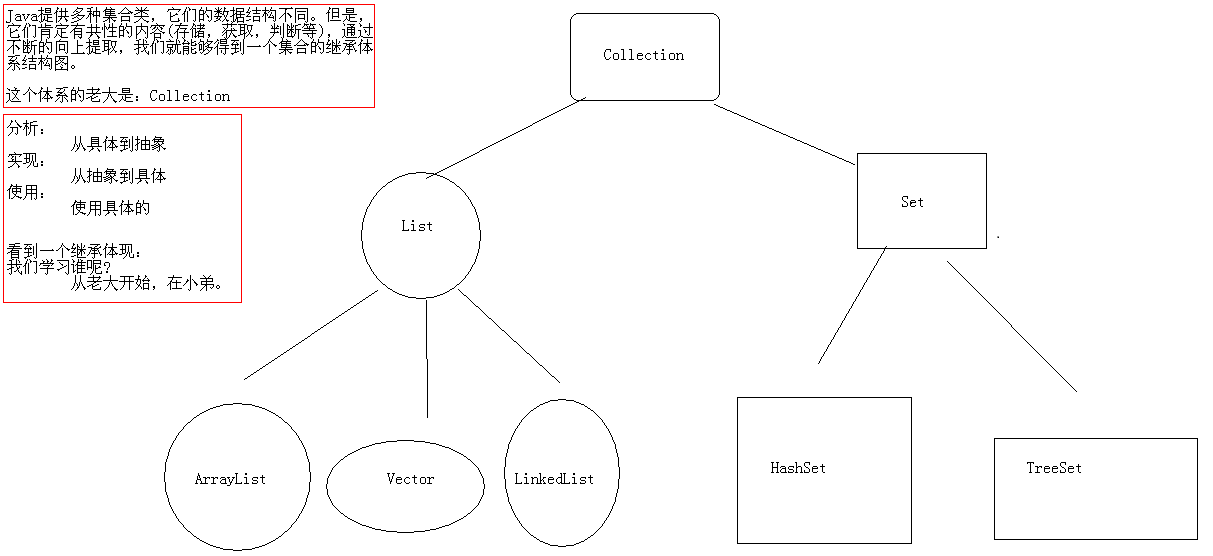 Java提供多种集合类，它们的数据结构不同。但是，
它们肯定有共性的内容(存储，获取，判断等)，通过
不断的向上提取，我们就能够得到一个集合的继承体
系结构图。
这个体系的老大是：Collection
分析：
从具体到抽象
实现：
从抽象到具体
使用：
使用具体的
看到一个继承体现：
我们学习谁呢？
从老大开始，在小弟。
Collection
List
Set
ArrayList
Vector
LinkedList
HashSet
TreeSet